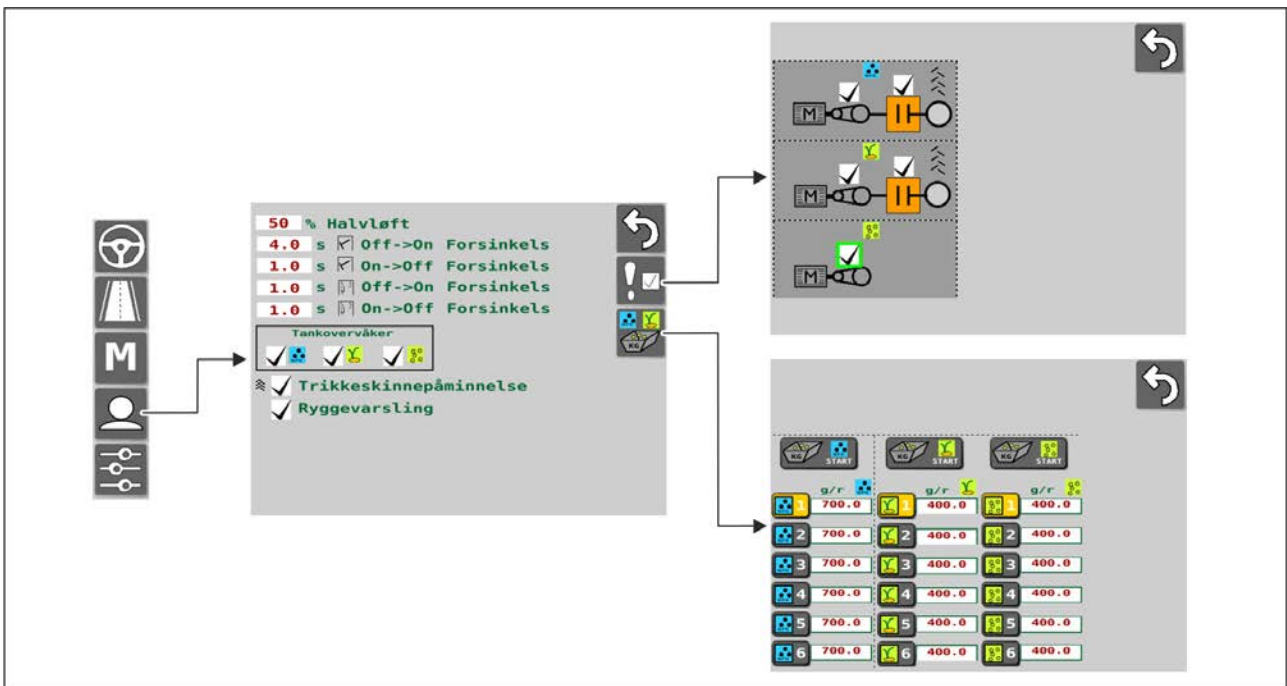 M
50 % Halvløft
4.0 s Off->On Forsinkels
1.0 s On->Off Forsinkels
1.0 s Off->On Forsinkels
1.0 s On->Off Forsinkels
Tankovervåker
Trikkeskinnepåminnelse
Ryggevarsling
KG
M
M
M
KG START KG START KG START
g/r g/r g/r
1 700.0 1 400.0 1 400.0
2 700.0 2 400.0 2 400.0
3 700.0 3 400.0 3 400.0
4 700.0 4 400.0 4 400.0
5 700.0 5 400.0 5 400.0
6 700.0 6 400.0 6 400.0